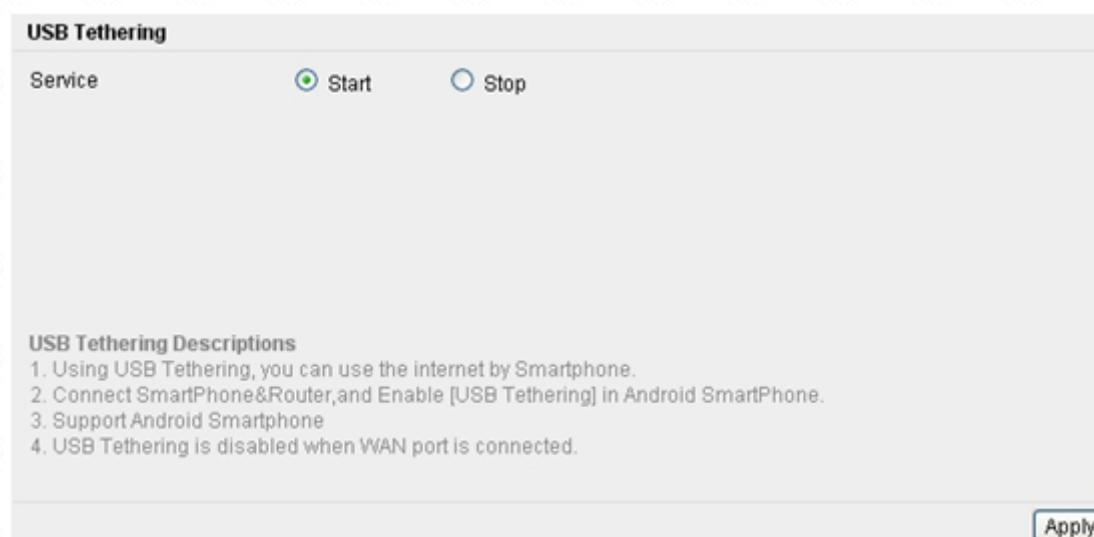 USB Tethering
Service Start Stop
USB Tethering Descriptions
1. Using USB Tethering, you can use the internet by Smartphone.
2. Connect SmartPhone&Router,and Enable [USB Tethering] in Android SmartPhone.
3. Support Android Smartphone
4. USB Tethering is disabled when WAN port is connected.
Apply